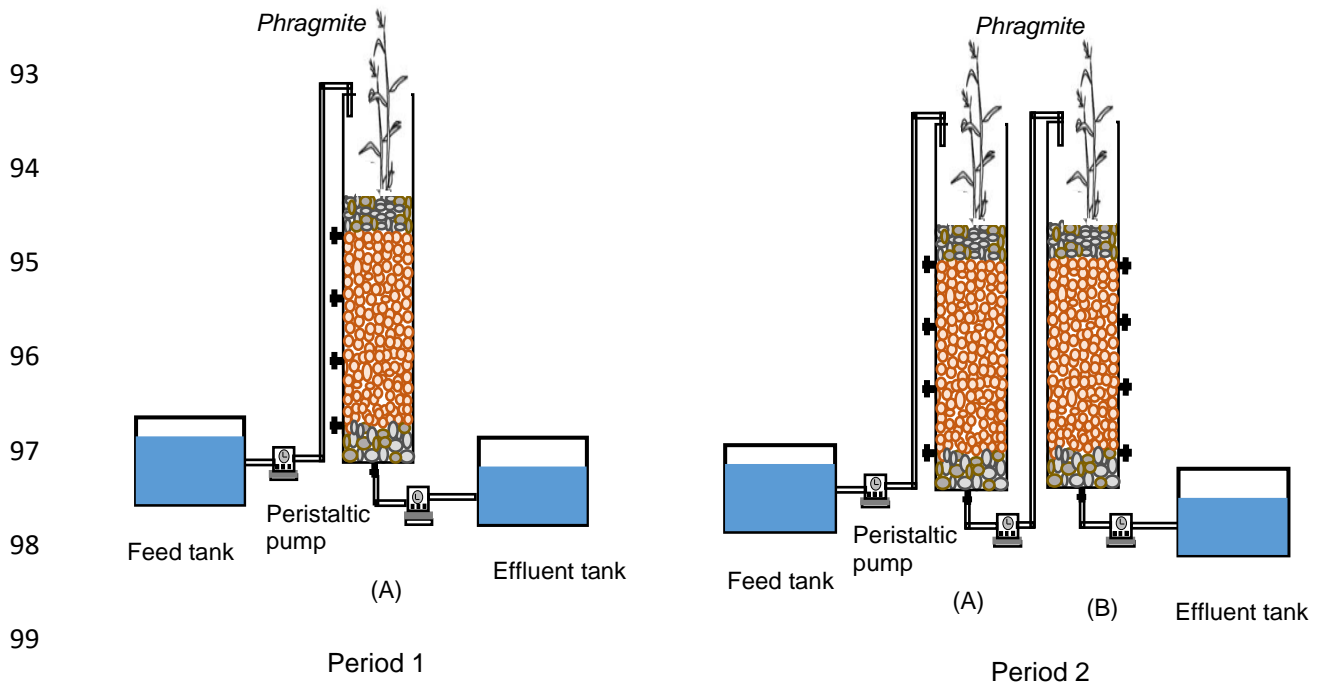 Phragmite
Phragmite
93
94
95
96
97
Peristaltic
pump
Feed tank
Effluent tank
(A)
Peristaltic
pump
Feed tank
(A)
(B)
Effluent tank
98
99
Period 1
Period 2